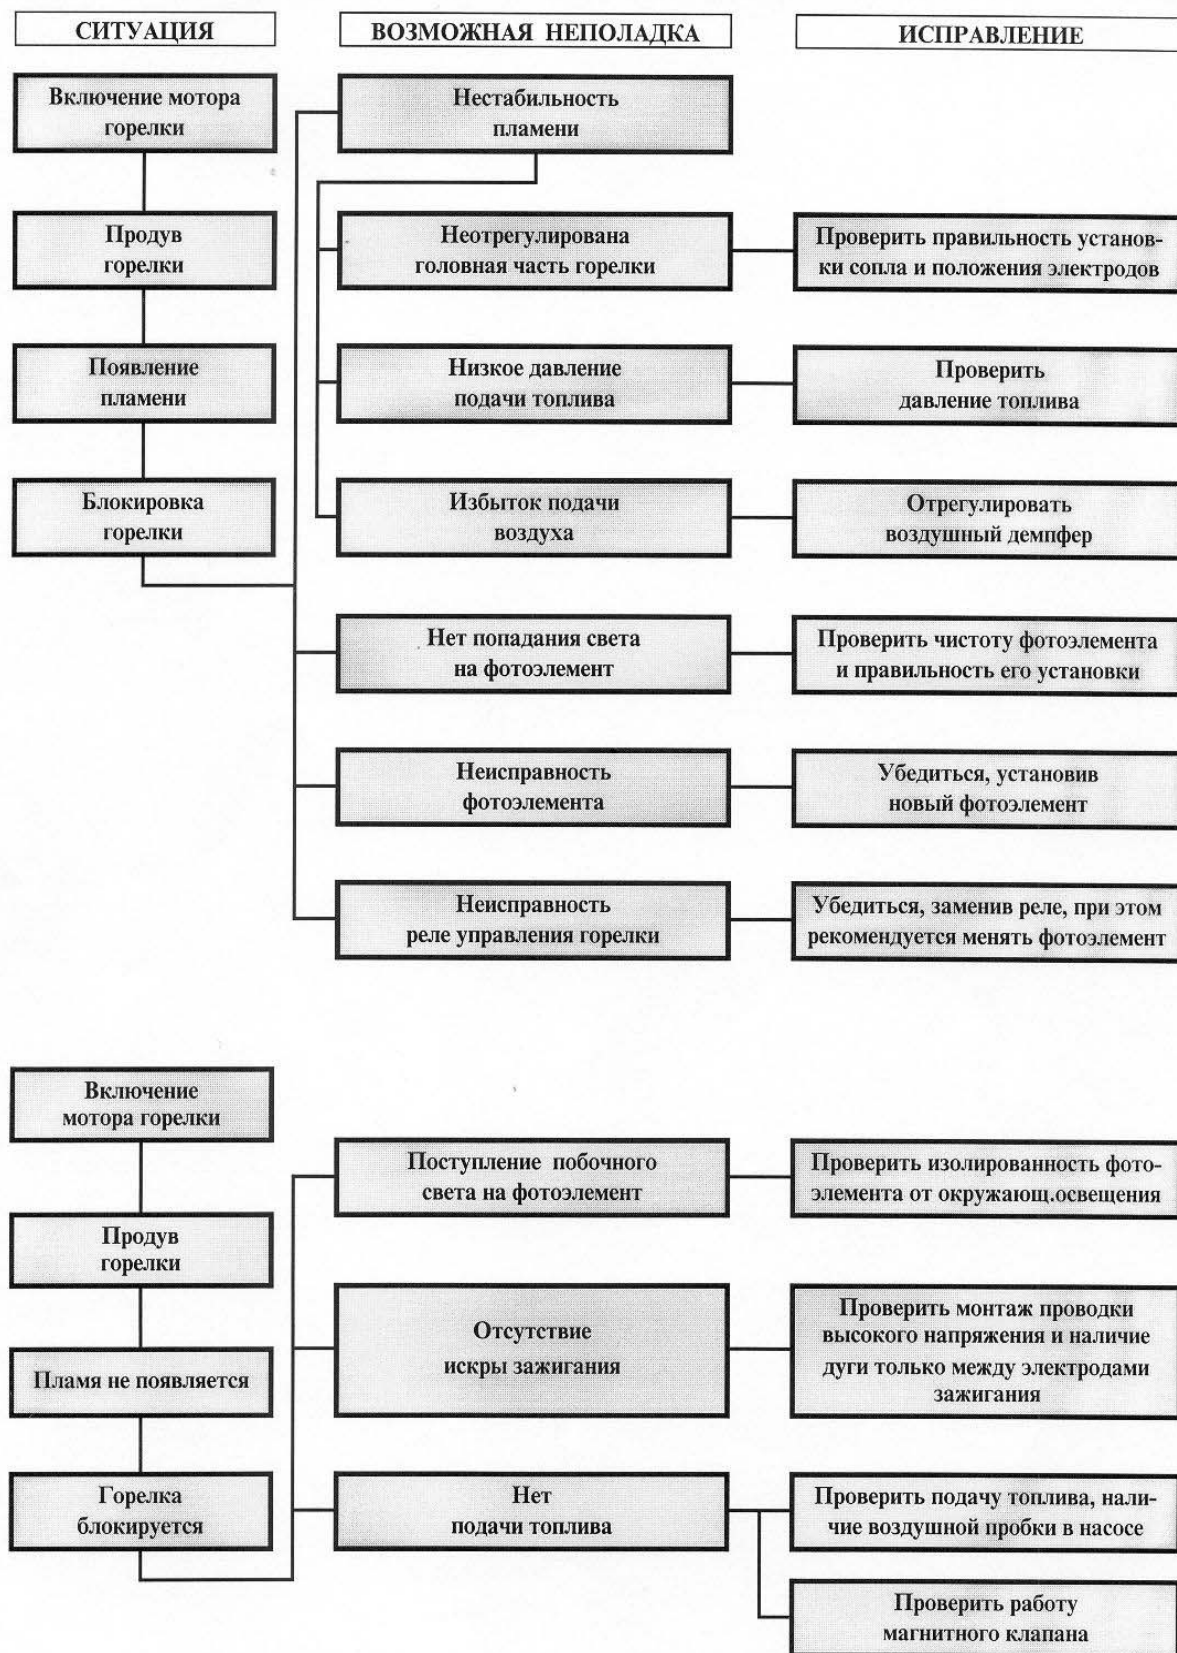 СИТУАЦИЯ
ВОЗМОЖНАЯ НЕПОЛАДКА
ИСПРАВЛЕНИЕ
Включение мотора
горелки
Продув
горелки
Появление
пламени
Блокировка
горелки
Нестабильность
пламени
Неотрегулирована
головная часть горелки
Проверить правильность установ-
ки сопла и положения электродов
Низкое давление
подачи топлива
Проверить
давление топлива
Избыток подачи
воздуха
Отрегулировать
воздушный демпфер
Нет попадания света
на фотоэлемент
Проверить чистоту фотоэлемента
и правильность его установки
Неисправность
фотоэлемента
Убедиться, установив
новый фотоэлемент
Неисправность
реле управления горелки
Убедиться, заменив реле, при этом
рекомендуется менять фотоэлемент
Включение
мотора горелки
Продув
горелки
Пламя не появляется
Горелка
блокируется
Поступление побочного
света на фотоэлемент
Проверить изолированность фото-
элемента от окружающ.освещения
Отсутствие
искры зажигания
Проверить монтаж проводки
высокого напряжения и наличие
дуги только между электродами
зажигания
Нет
подачи топлива
Проверить подачу топлива, нали-
чие воздушной пробки в насосе
Проверить работу
магнитного клапана